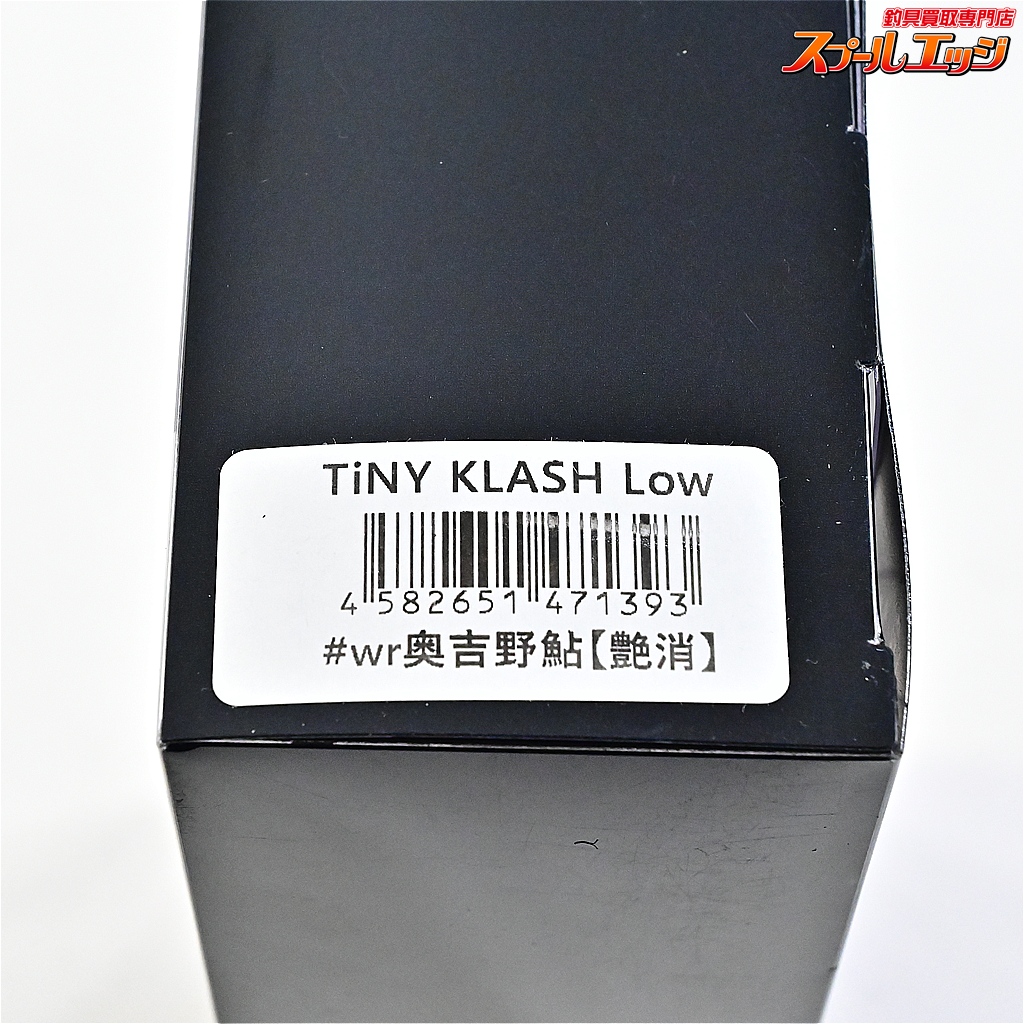 釣具買取専門店
スプールエッジ
TiNY KLASH Low
4 582651 471393
#wr奥吉野鮎【艶消】